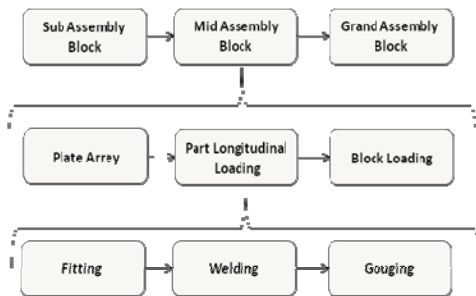 Sub Assembly
Block
Mid Assembly
Block
Grand Assembly
Block
Plate Arrey
Part Longitudinal
Loading
Block Loading
Fitting
Welding
Gouging